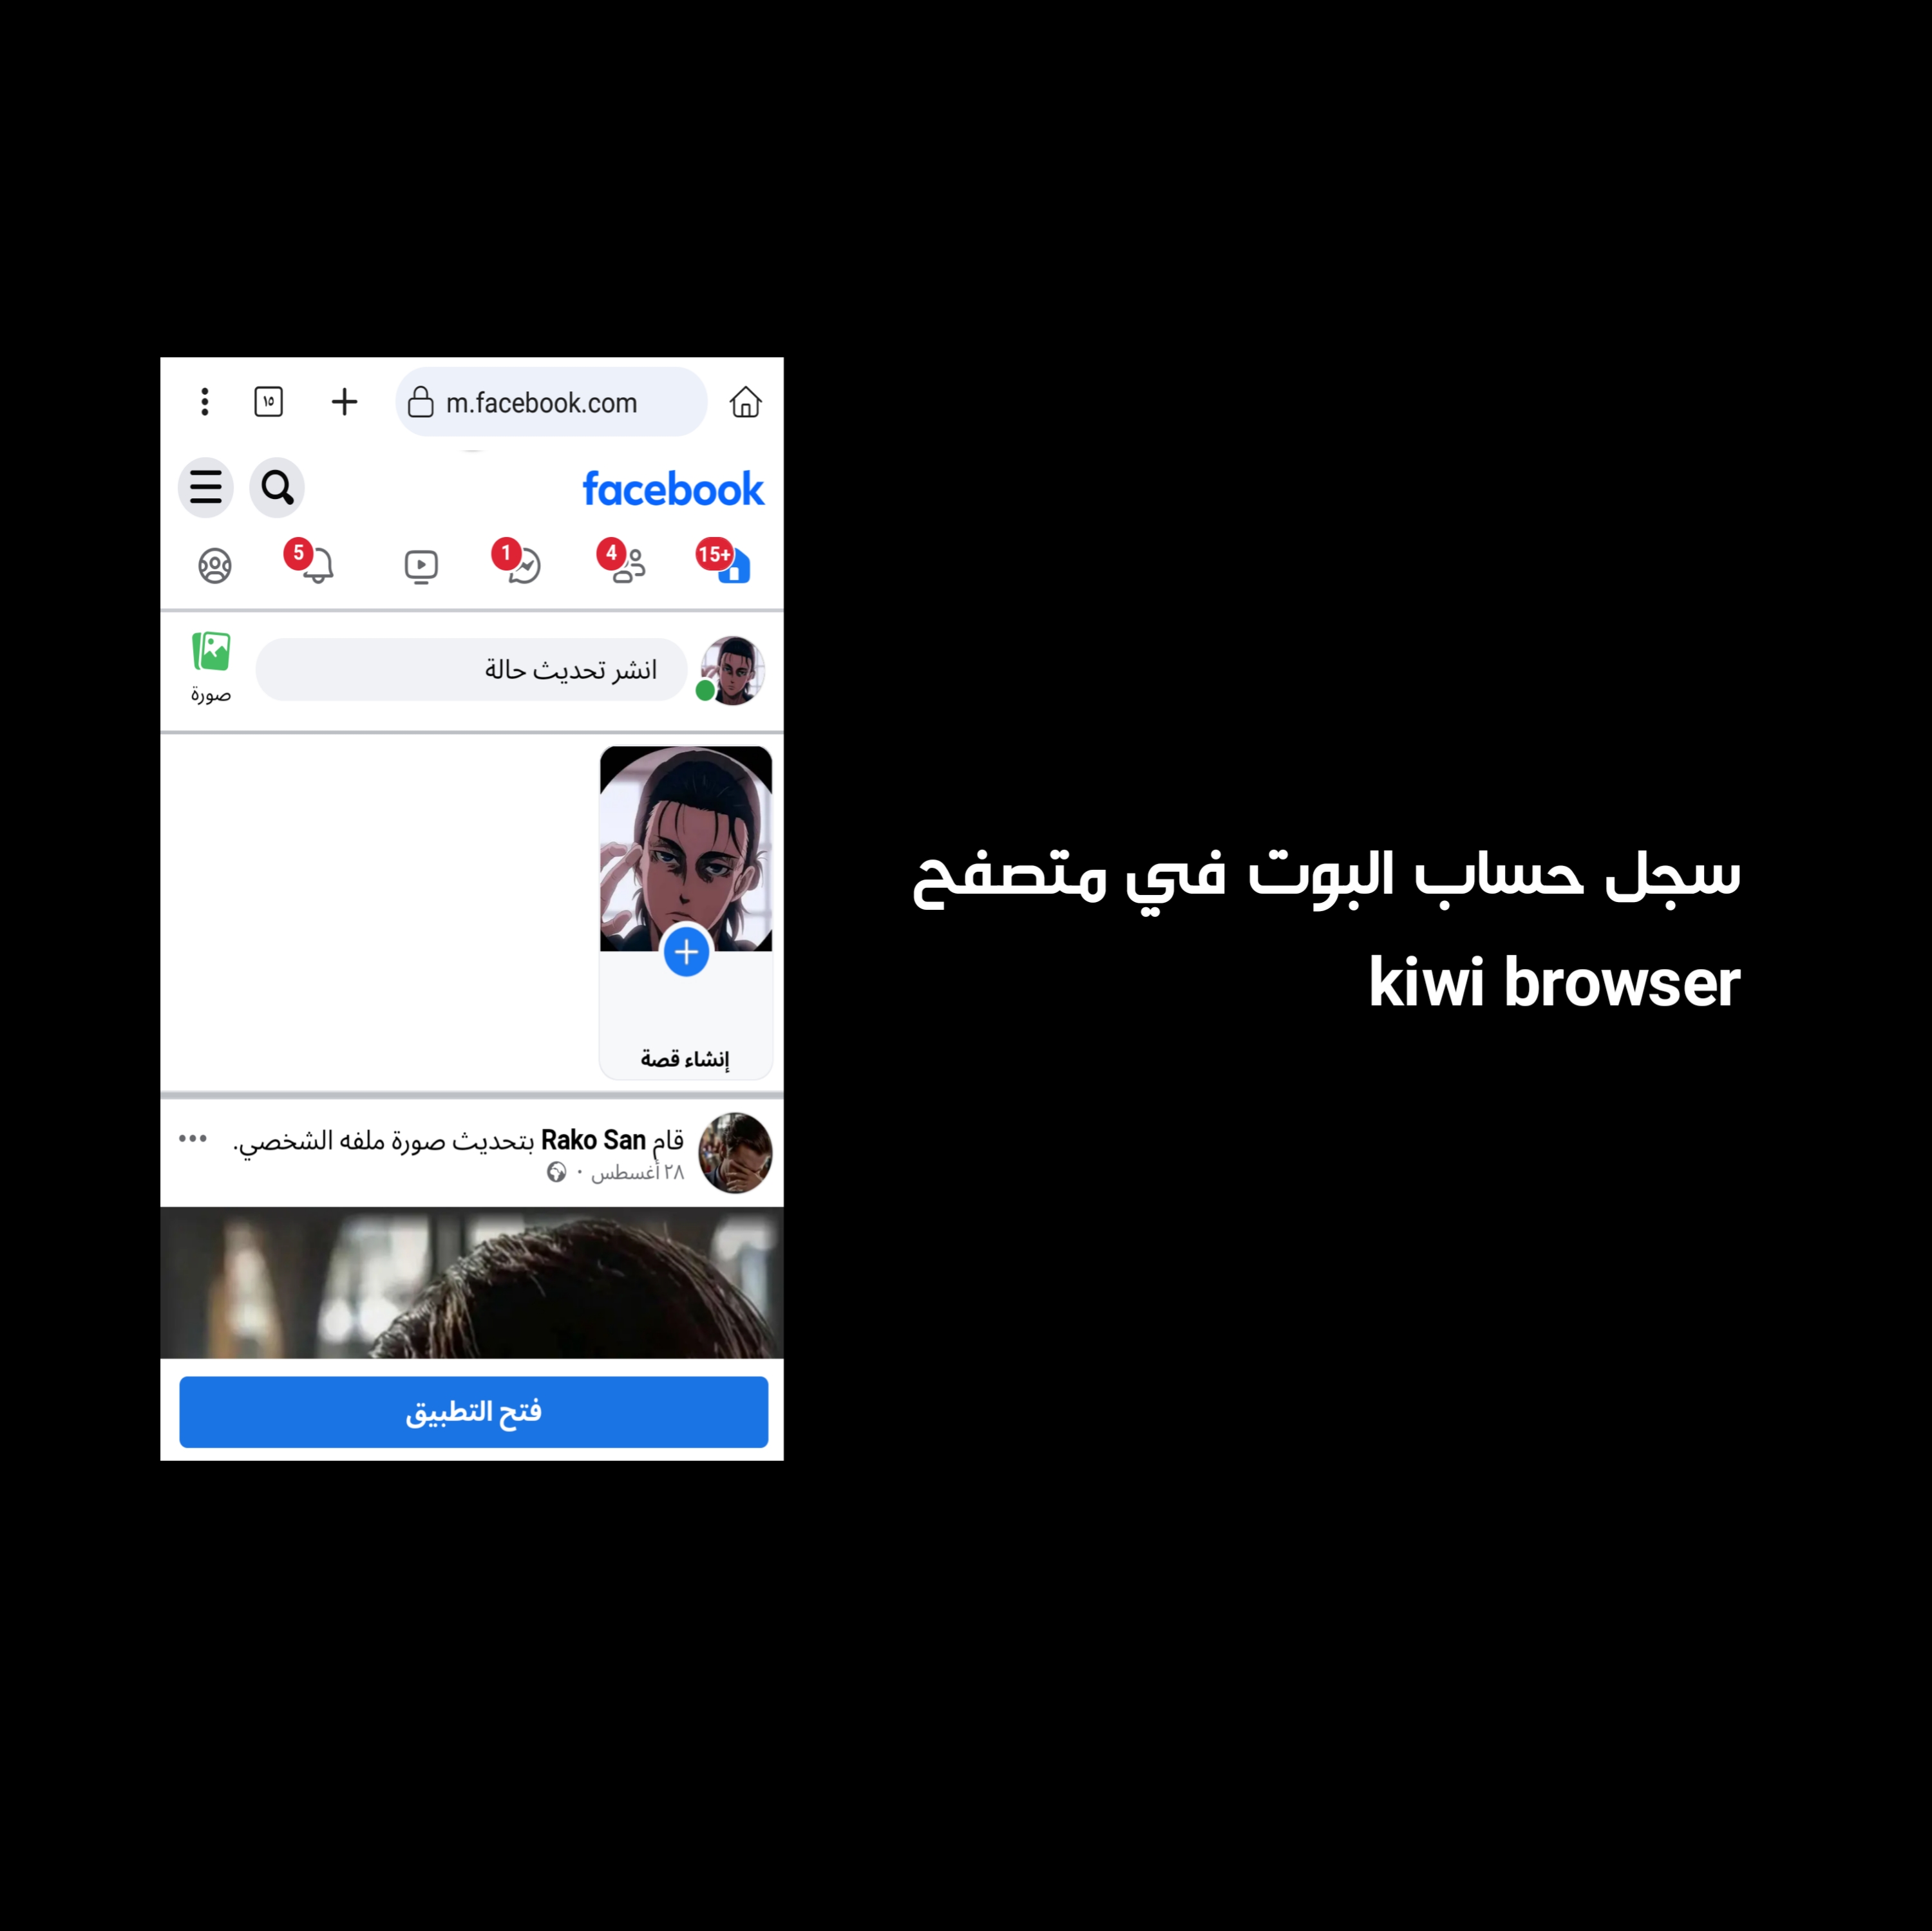 سجل حساب البوت في متصفح
kiwi browser
m.facebook.com
١٥
facebook
15+
4
1
5
انشر تحديث حالة
صورة
إنشاء قصة
قام Rako San بتحديث صورة ملفه الشخصي.
٢٨ أغسطس ·
فتح التطبيق